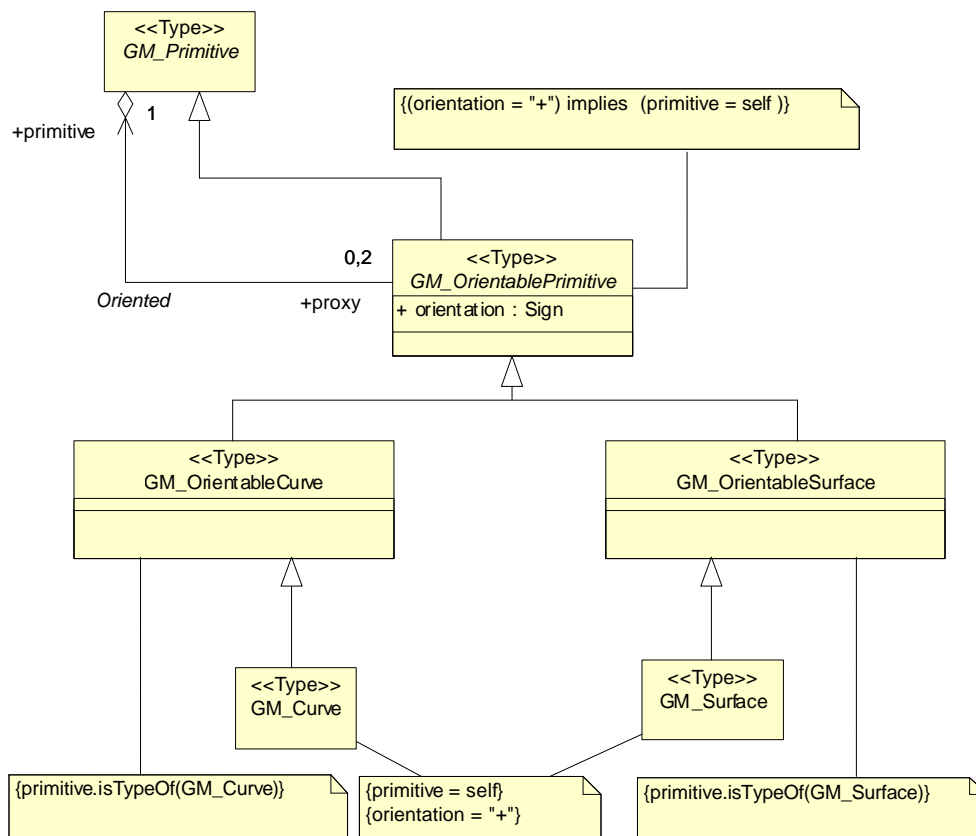 <<Type>>
GM_Primitive
1
+primitive
{(orientation = "+") implies (primitive = self )}
0,2
Oriented
+proxy
<<Type>>
GM_OrientablePrimitive
+ orientation : Sign
<<Type>>
GM_OrientableCurve
<<Type>>
GM_OrientableSurface
<<Type>>
GM_Curve
<<Type>>
GM_Surface
{primitive.isTypeOf(GM_Curve)}
{primitive = self}
{orientation = "+"}
{primitive.isTypeOf(GM_Surface)}